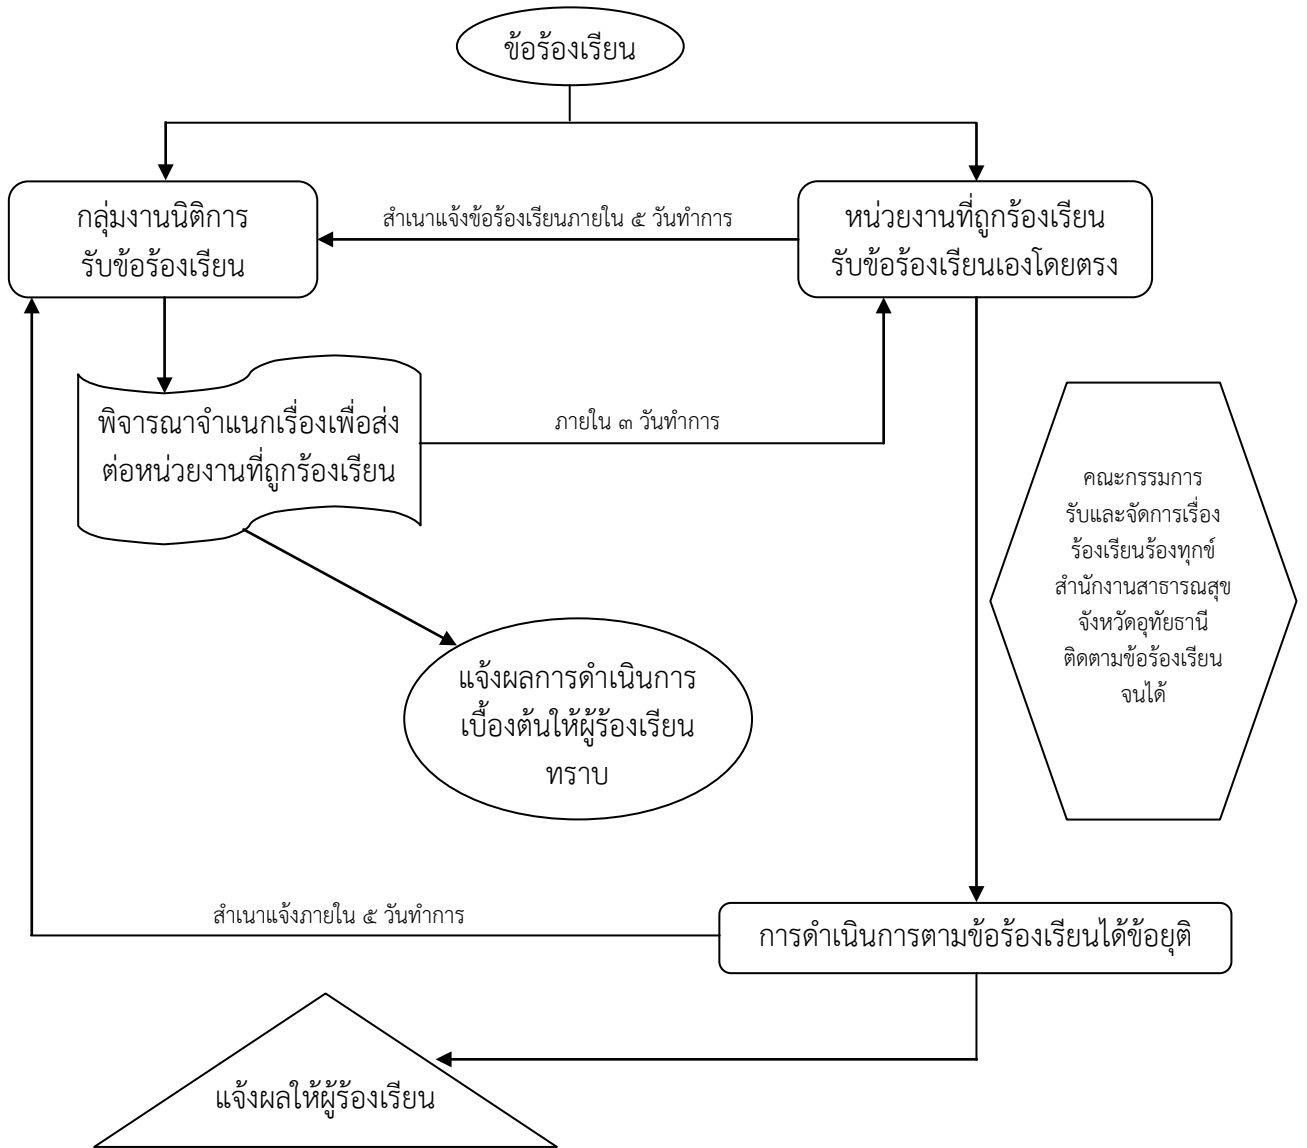 ข้อร้องเรียน
กลุ่มงานนิติการ
รับข้อร้องเรียน
สำเนาแจ้งข้อร้องเรียนภายใน ๕ วันทำการ
หน่วยงานที่ถูกร้องเรียน
รับข้อร้องเรียนเองโดยตรง
พิจารณาจำแนกเรื่องเพื่อส่ง
ต่อหน่วยงานที่ถูกร้องเรียน
ภายใน ๓ วันทำการ
คณะกรรมการ
รับและจัดการเรื่อง
ร้องเรียนร้องทุกข์
สำนักงานสาธารณสุข
จังหวัดอุทัยธานี
ติดตามข้อร้องเรียน
จนได้
แจ้งผลการดำเนินการ
เบื้องต้นให้ผู้ร้องเรียน
ทราบ
สำเนาแจ้งภายใน ๕ วันทำการ
การดำเนินการตามข้อร้องเรียนได้ข้อยุติ
แจ้งผลให้ผู้ร้องเรียน